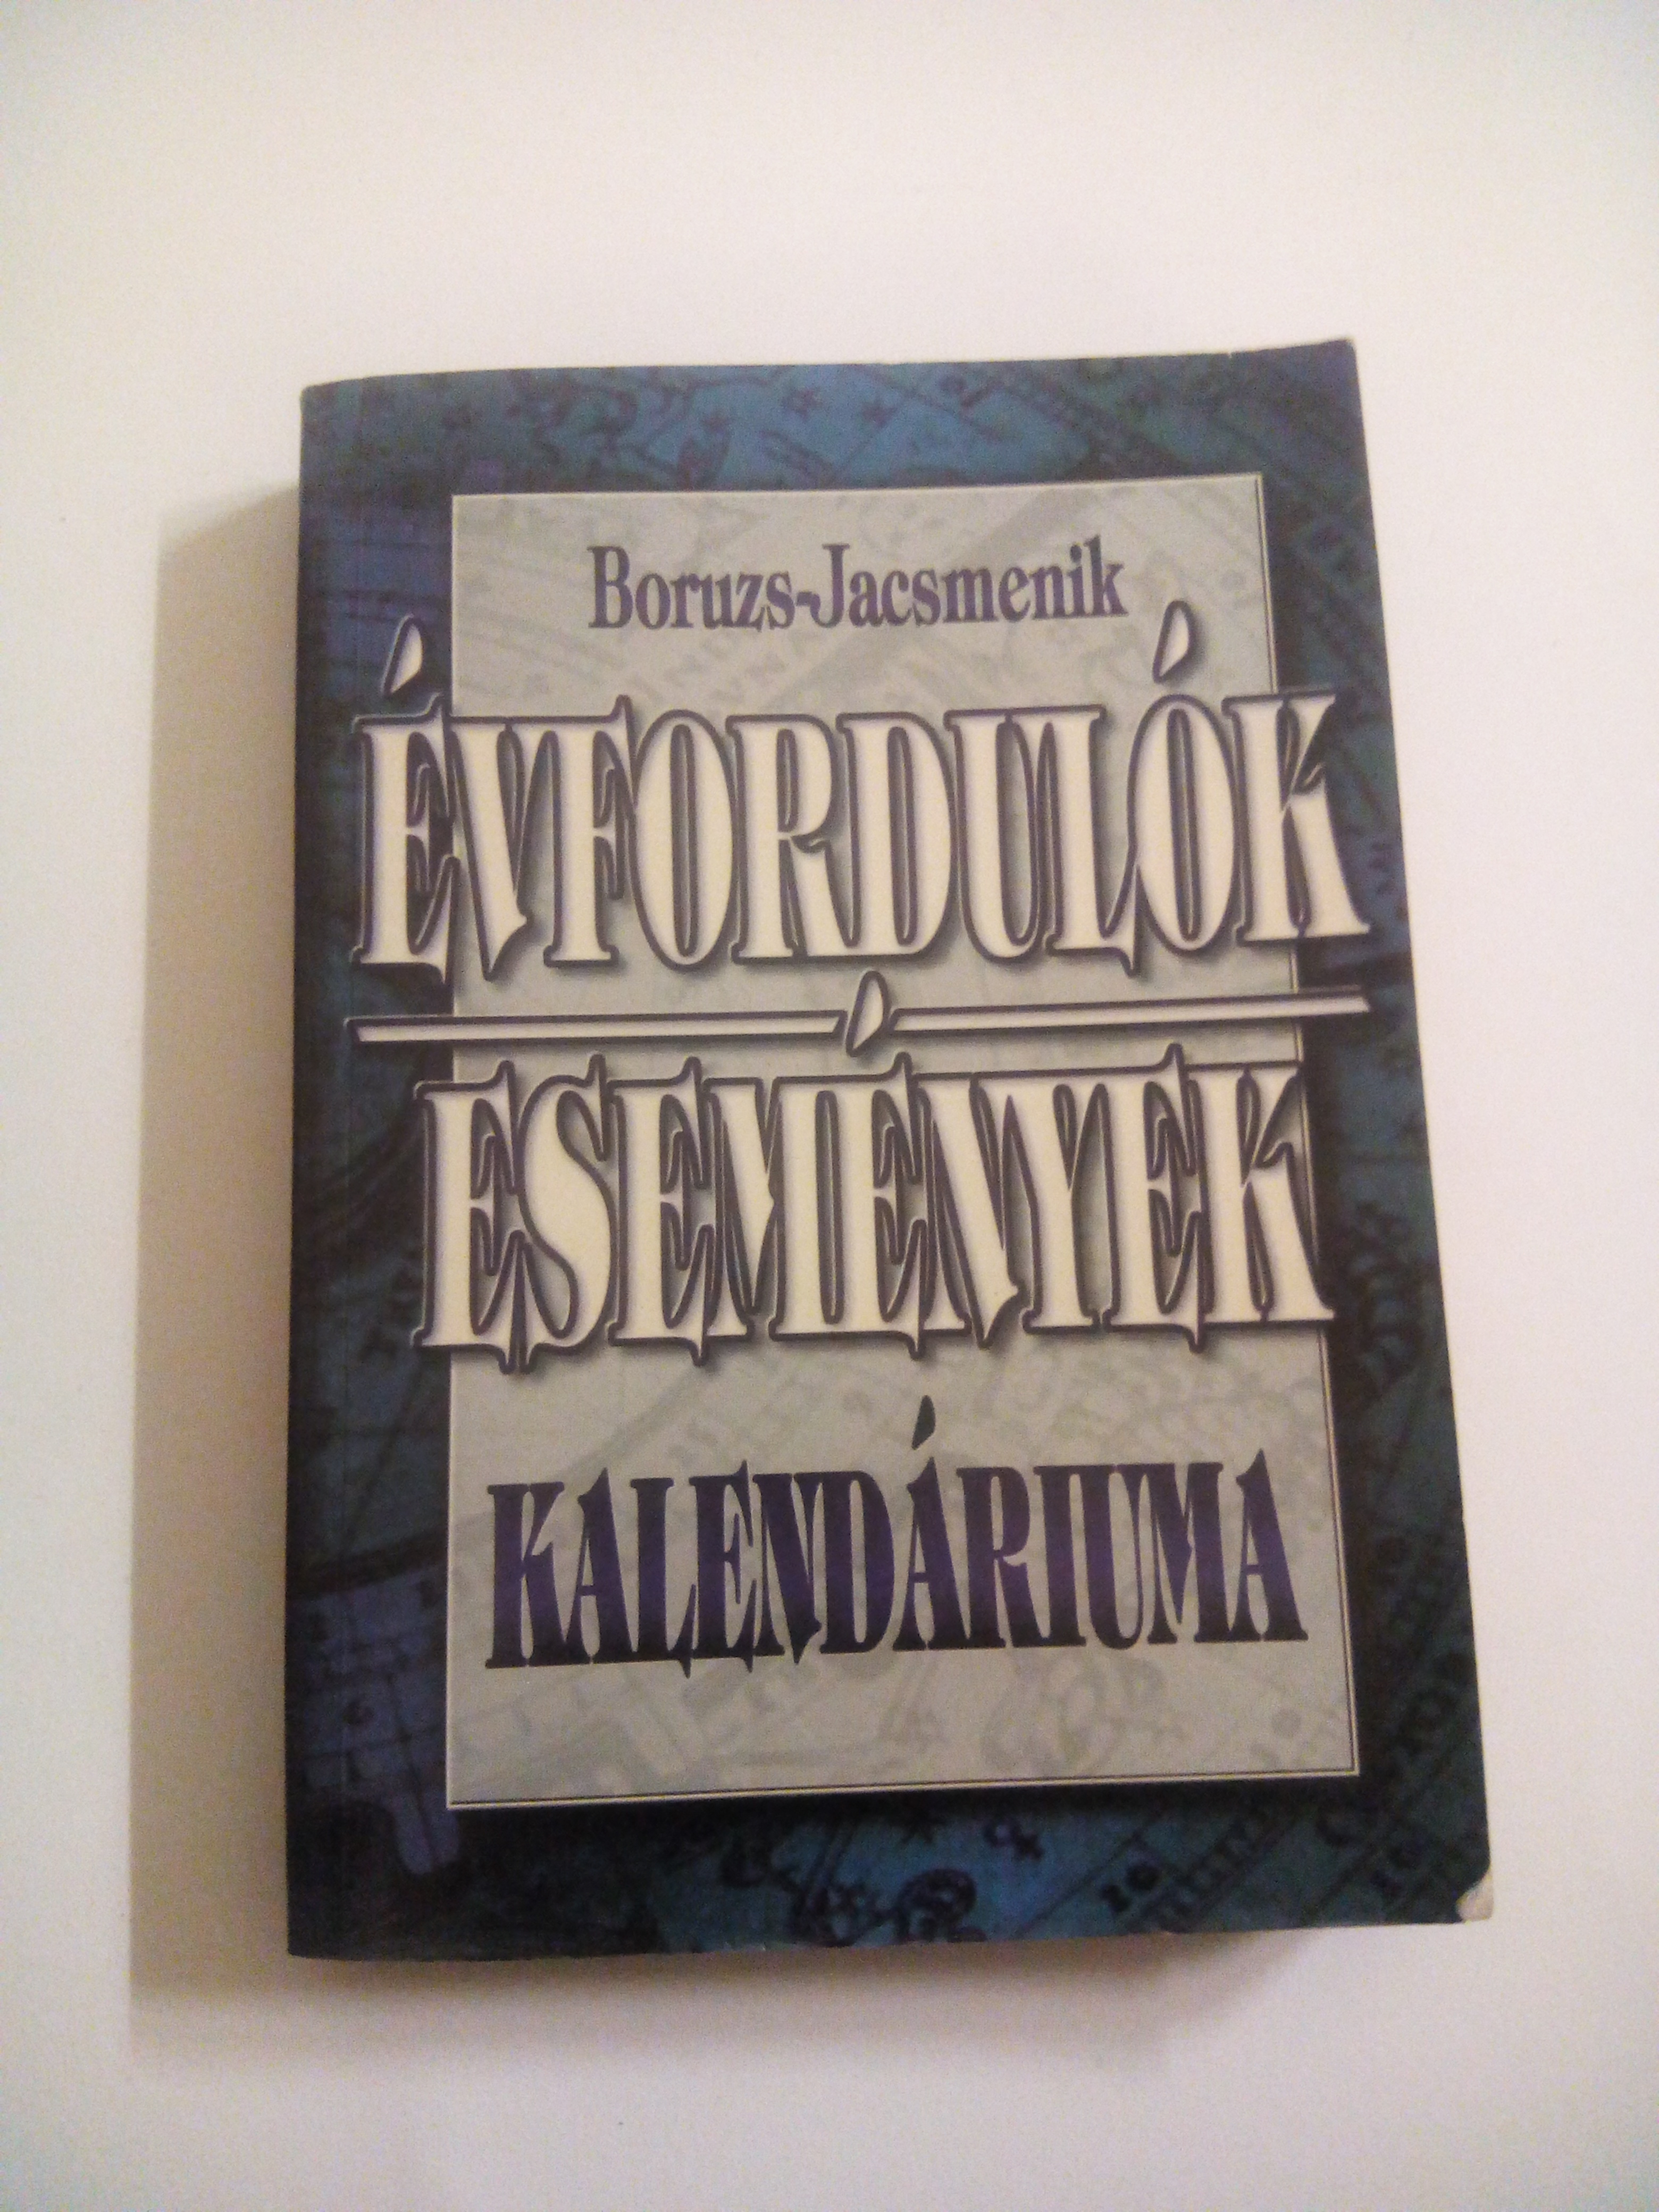 Boruzs-Jacsmenik
ÉVFORDULÓK
ESEMÉNYEK
KALENDÁRIUMA